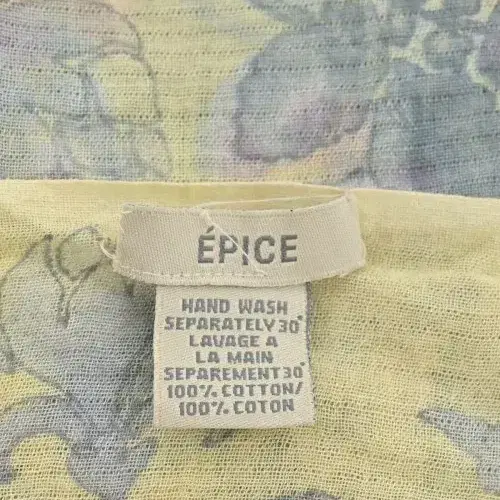 ÉPICE
HAND WASH
SEPARATELY 30°
LAVAGE A
LA MAIN
SEPAREMENT 30°
100% COTTON/
100% COTON